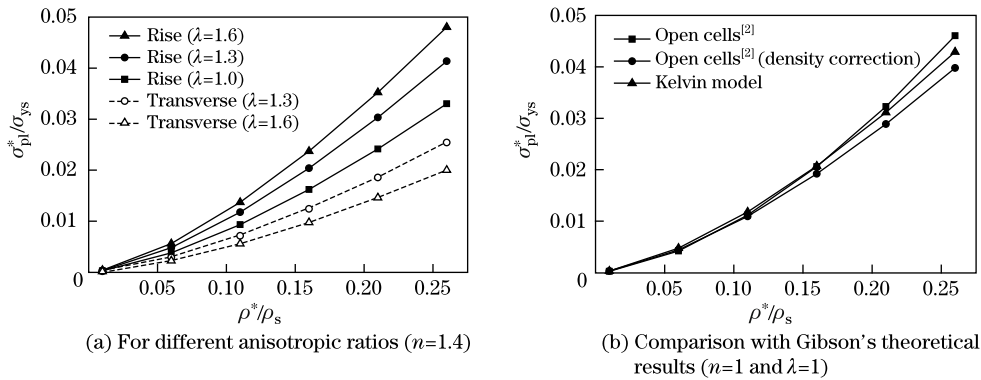 0.05
0.04
0.03
0.02
0.01
0
σ*pl/σys
Rise (λ=1.6)
Rise (λ=1.3)
Rise (λ=1.0)
Transverse (λ=1.3)
Transverse (λ=1.6)
0.05 0.10 0.15 0.20 0.25
ρ*/ρs
(a) For different anisotropic ratios (n=1.4)
0.05
0.04
0.03
0.02
0.01
0
σ*pl/σys
Open cells[2]
Open cells[2] (density correction)
Kelvin model
0.05 0.10 0.15 0.20 0.25
ρ*/ρs
(b) Comparison with Gibson's theoretical
results (n=1 and λ=1)